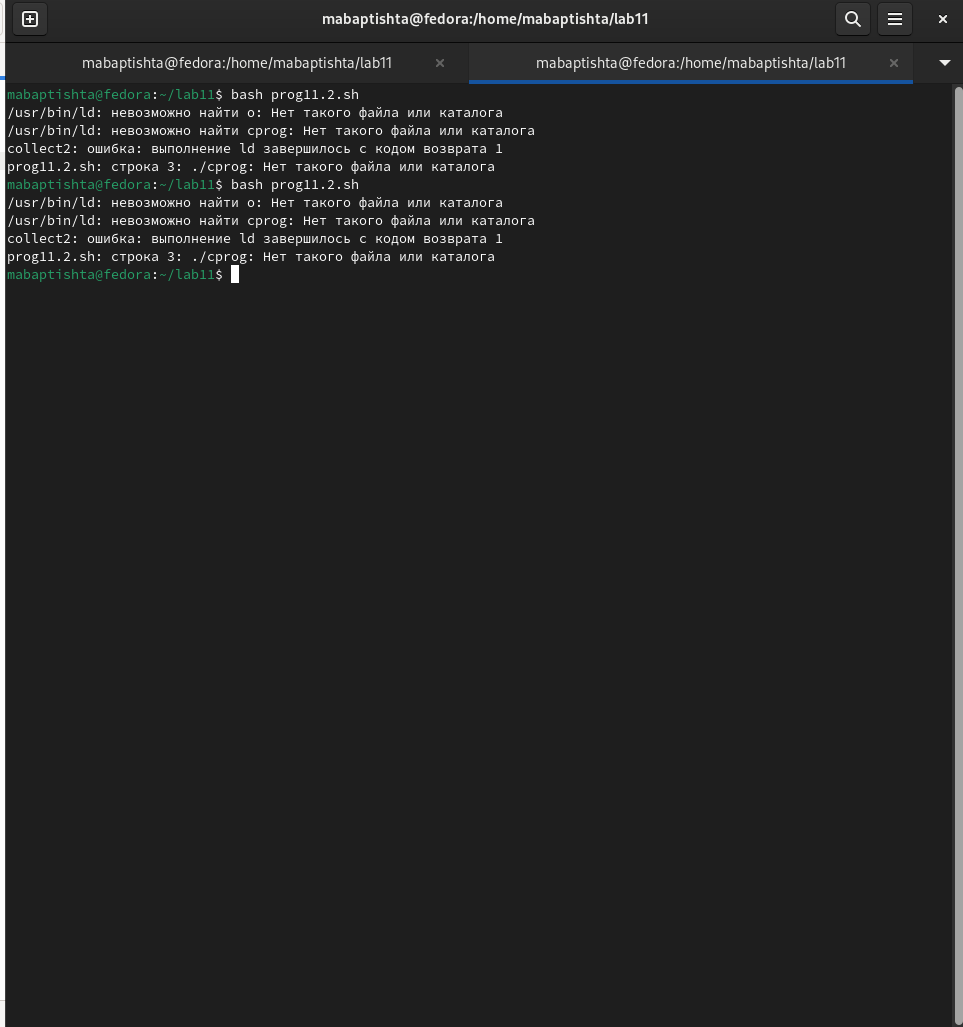 mabaptishta@fedora:/home/mabaptishta/lab11
mabaptishta@fedora:/home/mabaptishta/lab11
mabaptishta@fedora:/home/mabaptishta/lab11
mabaptishta@fedora:~/lab11$ bash prog11.2.sh
/usr/bin/ld: невозможно найти o: Нет такого файла или каталога
/usr/bin/ld: невозможно найти cprog: Нет такого файла или каталога
collect2: ошибка: выполнение ld завершилось с кодом возврата 1
prog11.2.sh: строка 3: ./cprog: Нет такого файла или каталога
mabaptishta@fedora:~/lab11$ bash prog11.2.sh
/usr/bin/ld: невозможно найти o: Нет такого файла или каталога
/usr/bin/ld: невозможно найти cprog: Нет такого файла или каталога
collect2: ошибка: выполнение ld завершилось с кодом возврата 1
prog11.2.sh: строка 3: ./cprog: Нет такого файла или каталога
mabaptishta@fedora:~/lab11$